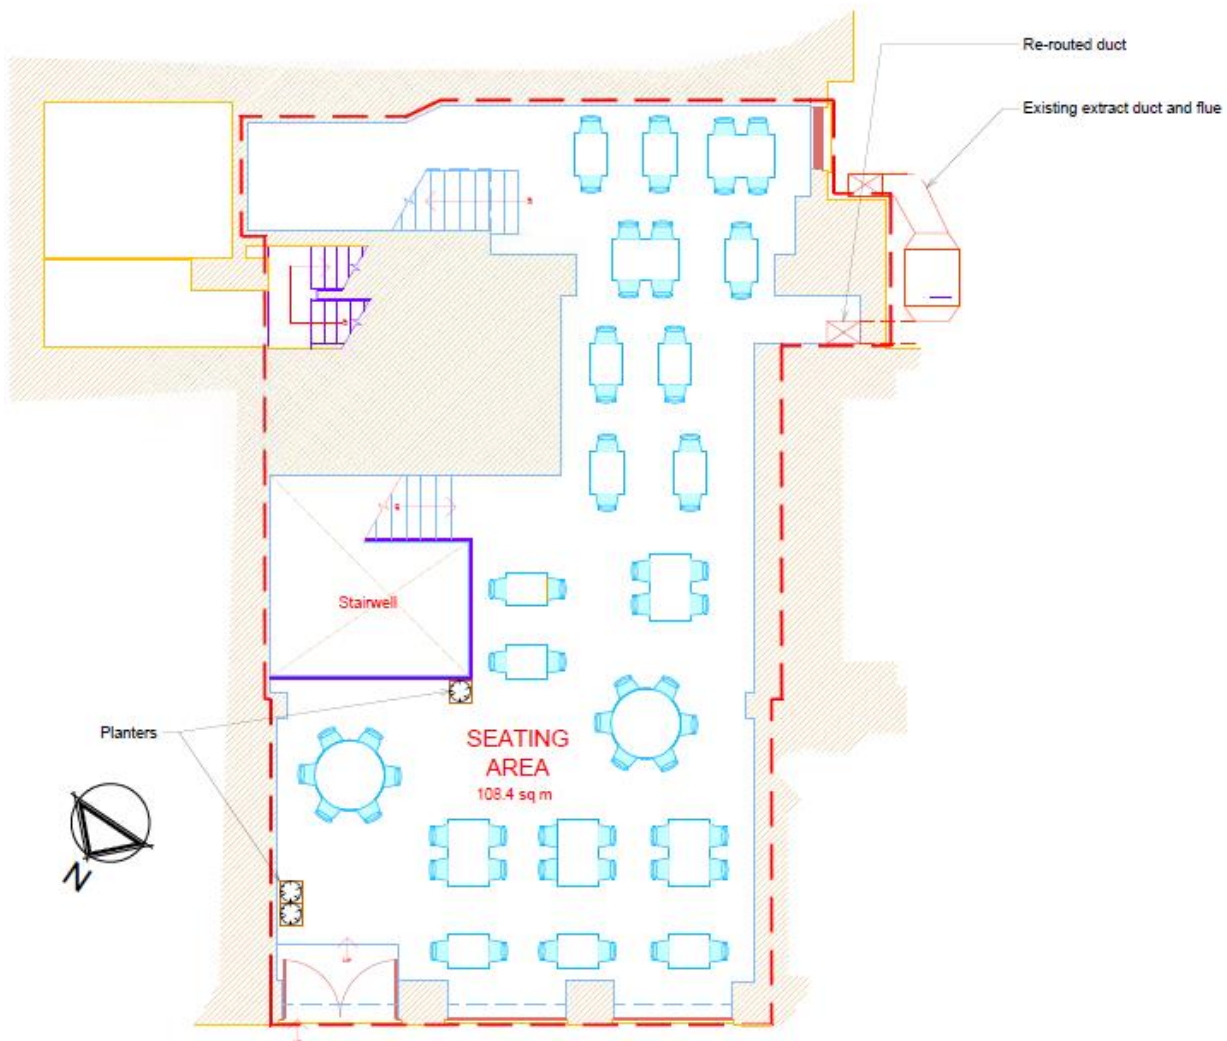 Re-routed duct
Existing extract duct and flue
Stairwell
Planters
SEATING
AREA
108.4 sq m
N